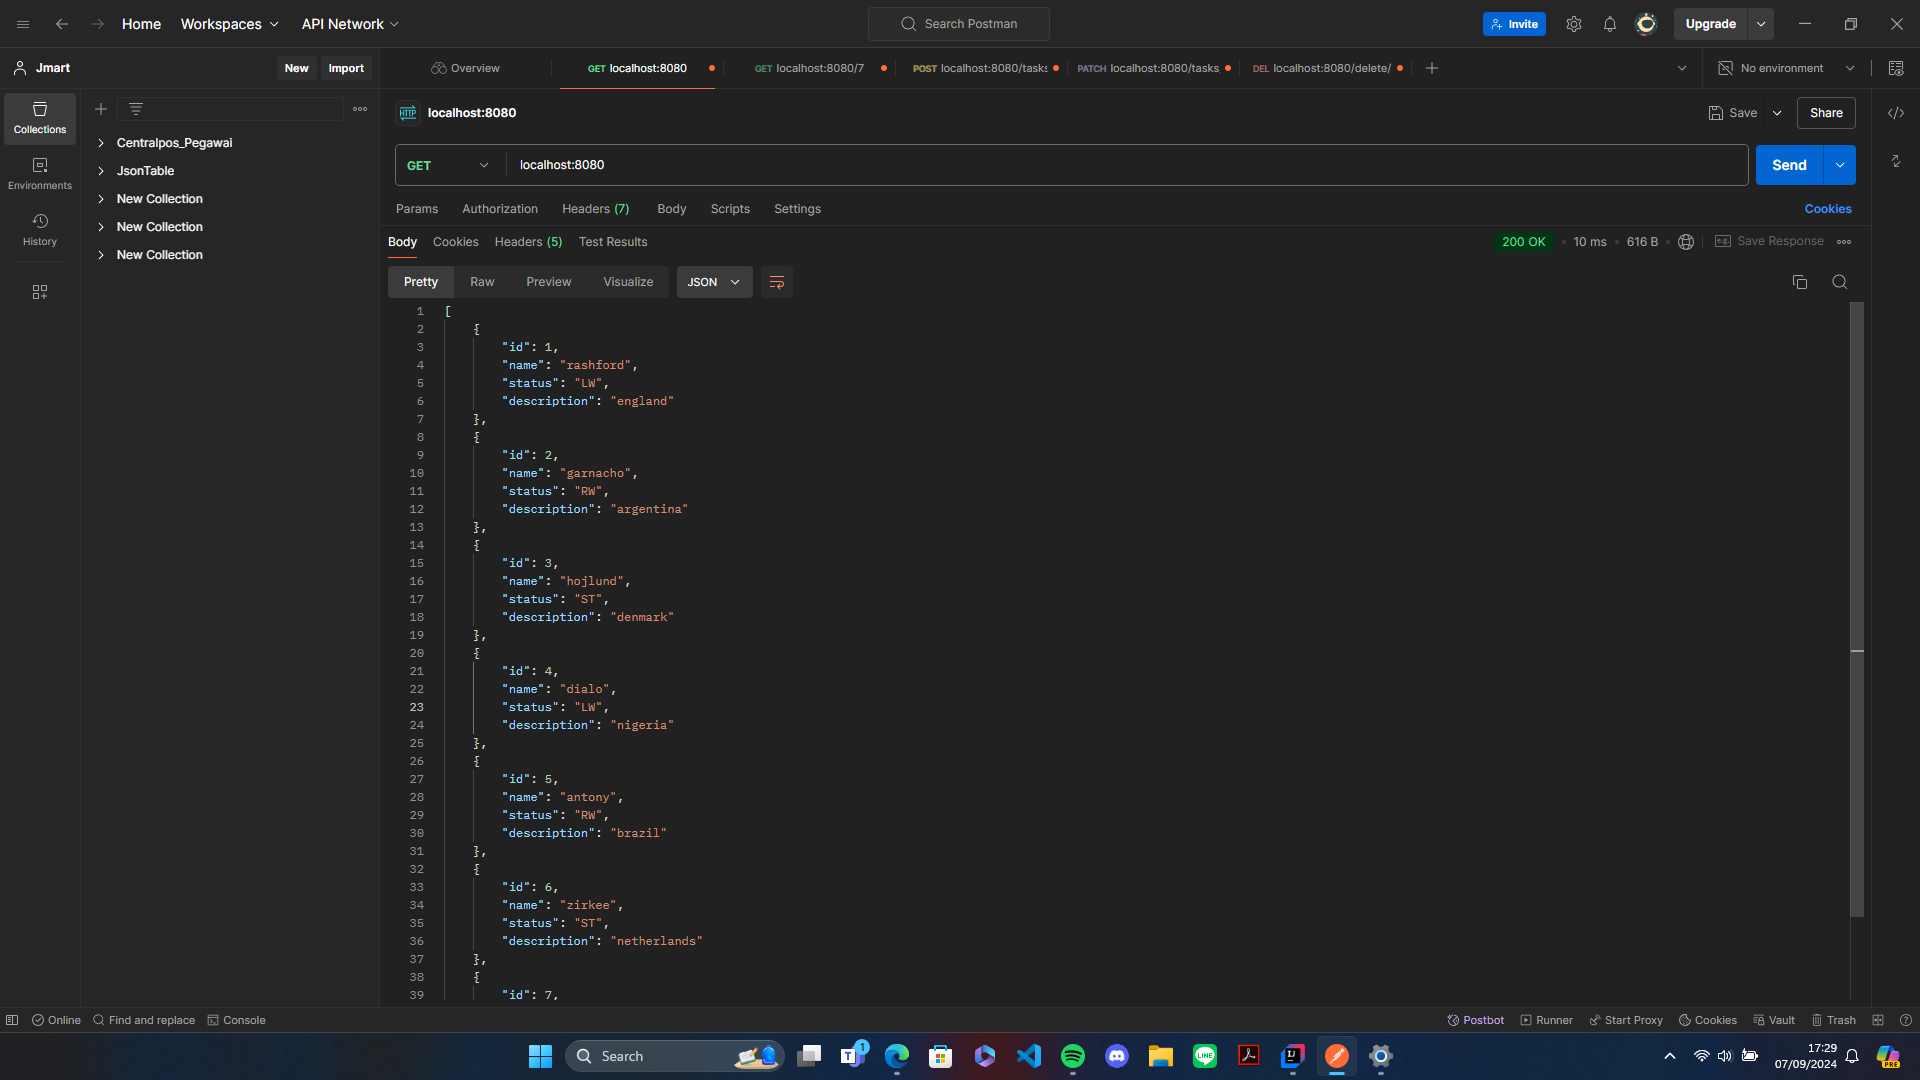 Home
Workspaces
API Network
Search Postman
Invite
Upgrade
Jmart
New
Import
Overview
GET localhost:8080
GET localhost:8080/7
POST localhost:8080/tasks
PATCH localhost:8080/tasks
DEL localhost:8080/delete/
No environment
Collections
Environments
History
Centralpos_Pegawai
JsonTable
New Collection
New Collection
New Collection
HTTP localhost:8080
Save
Share
GET
localhost:8080
Send
Params
Authorization
Headers (7)
Body
Scripts
Settings
Cookies
Body
Cookies
Headers (5)
Test Results
200 OK
10 ms
616 B
Save Response
Pretty
Raw
Preview
Visualize
JSON
1 [
2 {
3 "id": 1,
4 "name": "rashford",
5 "status": "LW",
6 "description": "england"
7 },
8 {
9 "id": 2,
10 "name": "garnacho",
11 "status": "RW",
12 "description": "argentina"
13 },
14 {
15 "id": 3,
16 "name": "hojlund",
17 "status": "ST",
18 "description": "denmark"
19 },
20 {
21 "id": 4,
22 "name": "dialo",
23 "status": "LW",
24 "description": "nigeria"
25 },
26 {
27 "id": 5,
28 "name": "antony",
29 "status": "RW",
30 "description": "brazil"
31 },
32 {
33 "id": 6,
34 "name": "zirkee",
35 "status": "ST",
36 "description": "netherlands"
37 },
38 {
39 "id": 7,
Online
Find and replace
Console
Postbot
Runner
Start Proxy
Cookies
Vault
Trash
Search
1
LINE
17:29
07/09/2024
PRE